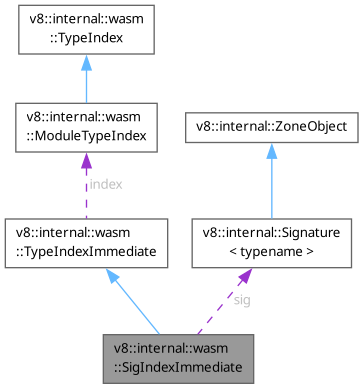 v8::internal::wasm
::TypeIndex
v8::internal::wasm
::ModuleTypeIndex
v8::internal::ZoneObject
index
v8::internal::wasm
::TypeIndexImmediate
v8::internal::Signature
< typename >
sig
v8::internal::wasm
::SigIndexImmediate